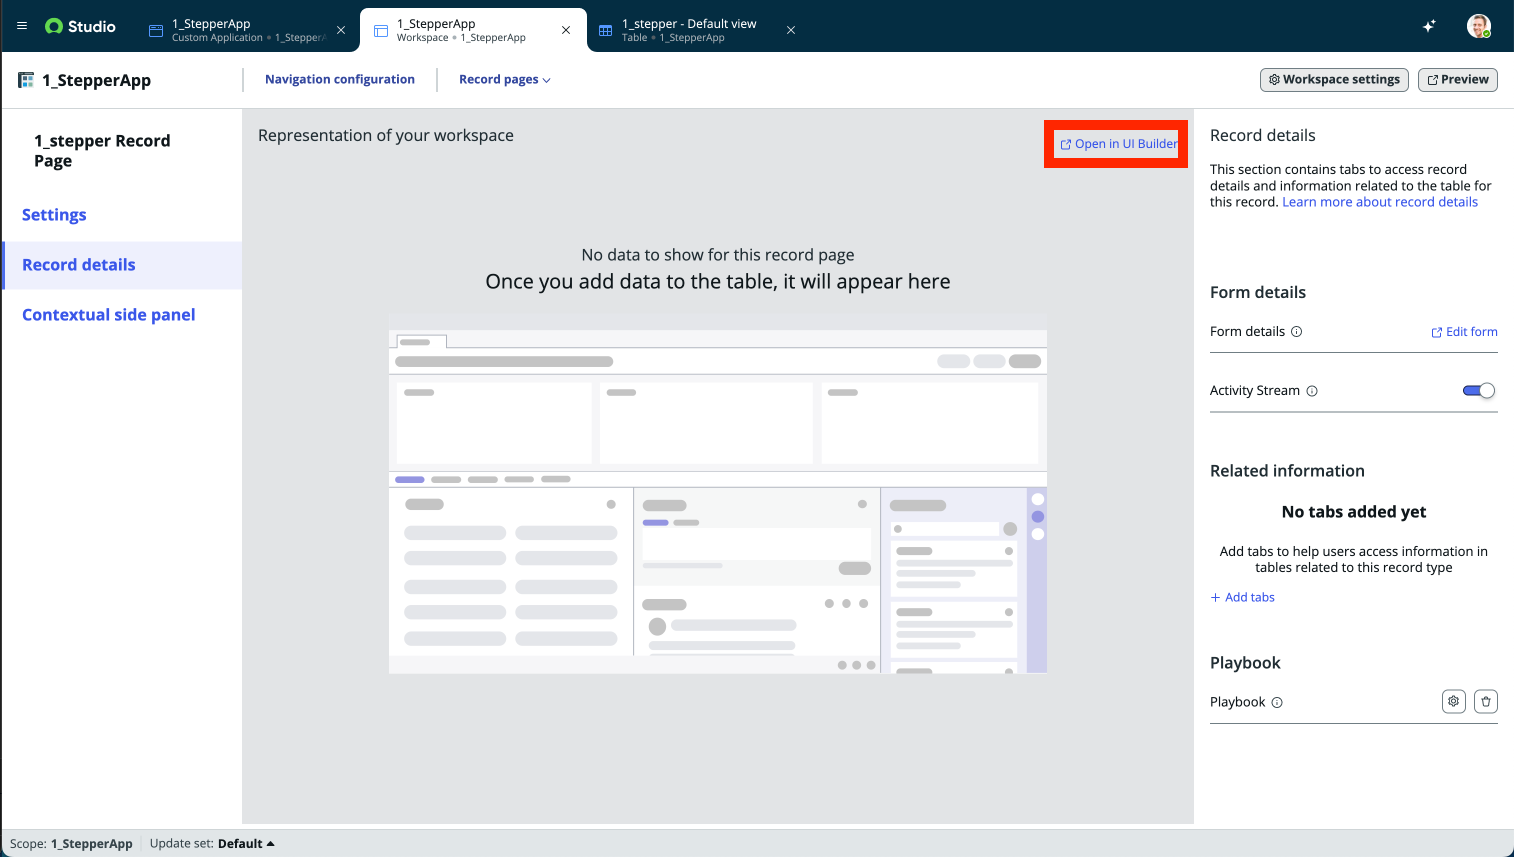 Studio
1_StepperApp
Custom Application • 1_StepperA
1_StepperApp
Workspace • 1_StepperApp
1_stepper - Default view
Table • 1_StepperApp
1_StepperApp
Navigation configuration
Record pages
Workspace settings
Preview
1_stepper Record
Page
Settings
Record details
Contextual side panel
Representation of your workspace
Open in UI Builder
No data to show for this record page
Once you add data to the table, it will appear here
Record details
This section contains tabs to access record
details and information related to the table for
this record. Learn more about record details
Form details
Form details
Edit form
Activity Stream
Related information
No tabs added yet
Add tabs to help users access information in
tables related to this record type
+ Add tabs
Playbook
Playbook
Scope: 1_StepperApp
Update set: Default